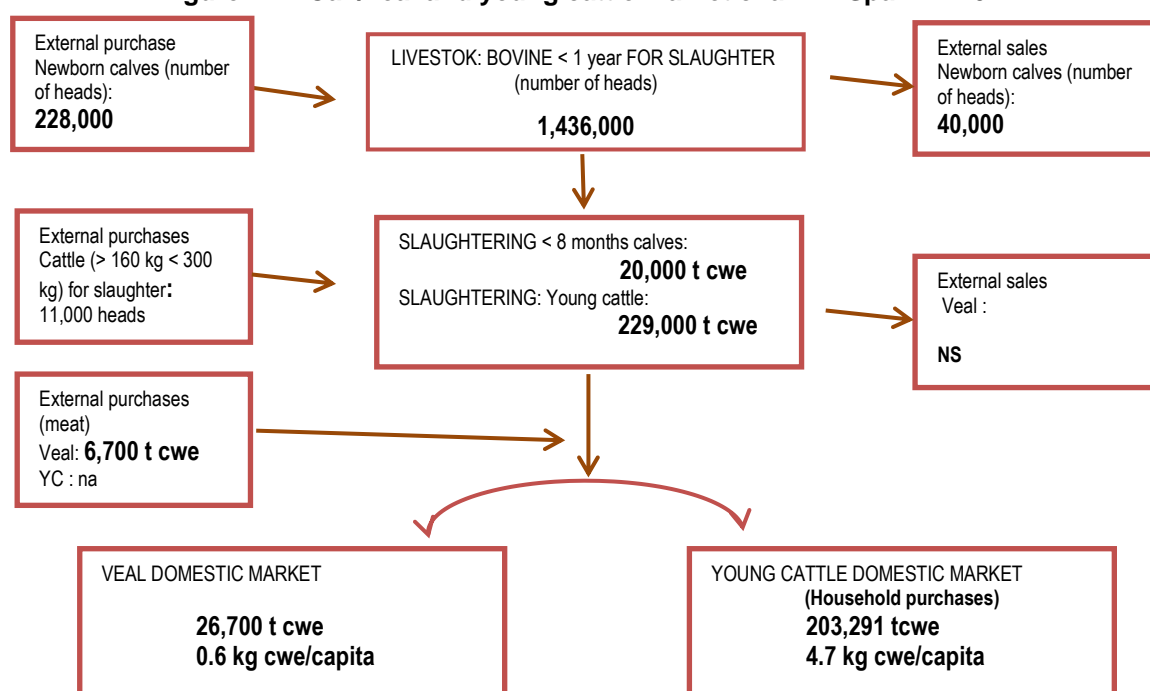 External purchase
Newborn calves (number
of heads):
228,000
LIVESTOK: BOVINE < 1 year FOR SLAUGHTER
(number of heads)
1,436,000
External sales
Newborn calves (number
of heads):
40,000
External purchases
Cattle (> 160 kg < 300
kg) for slaughter:
11,000 heads
SLAUGHTERING < 8 months calves:
20,000 t cwe
SLAUGHTERING: Young cattle:
229,000 t cwe
External sales
Veal :
NS
External purchases
(meat)
Veal: 6,700 t cwe
YC : na
VEAL DOMESTIC MARKET
26,700 t cwe
0.6 kg cwe/capita
YOUNG CATTLE DOMESTIC MARKET
(Household purchases)
203,291 tcwe
4.7 kg cwe/capita